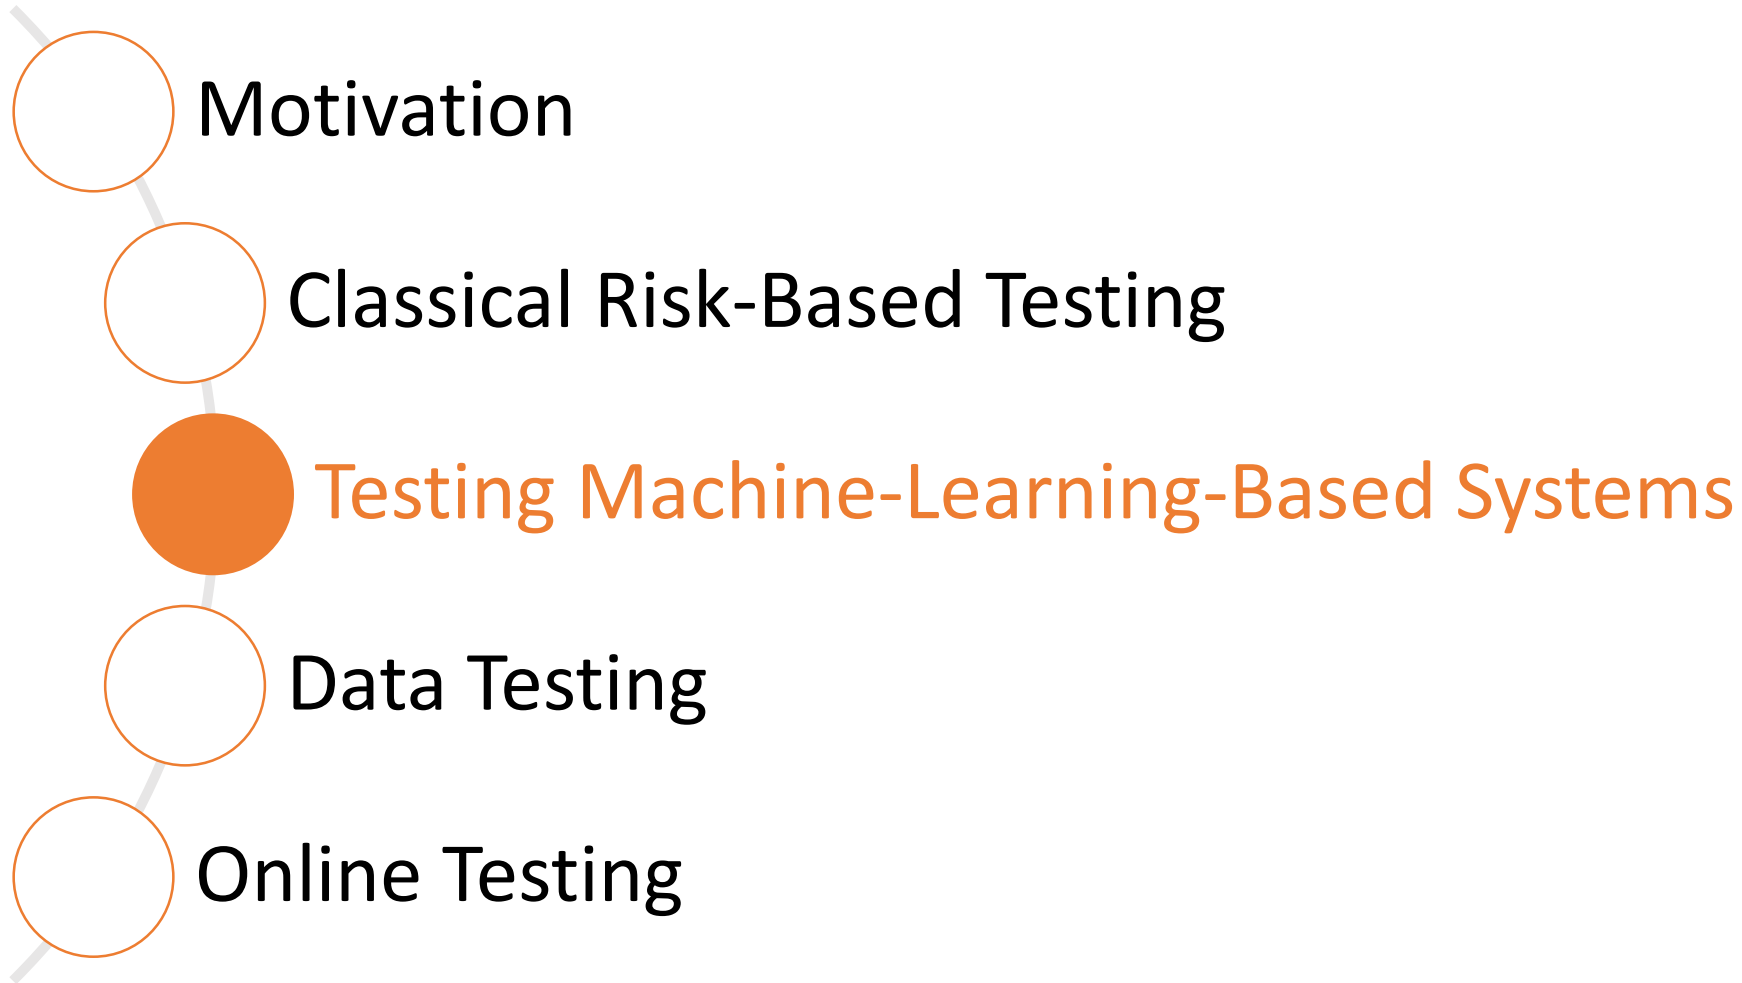 Motivation
Classical Risk-Based Testing
Testing Machine-Learning-Based Systems
Data Testing
Online Testing